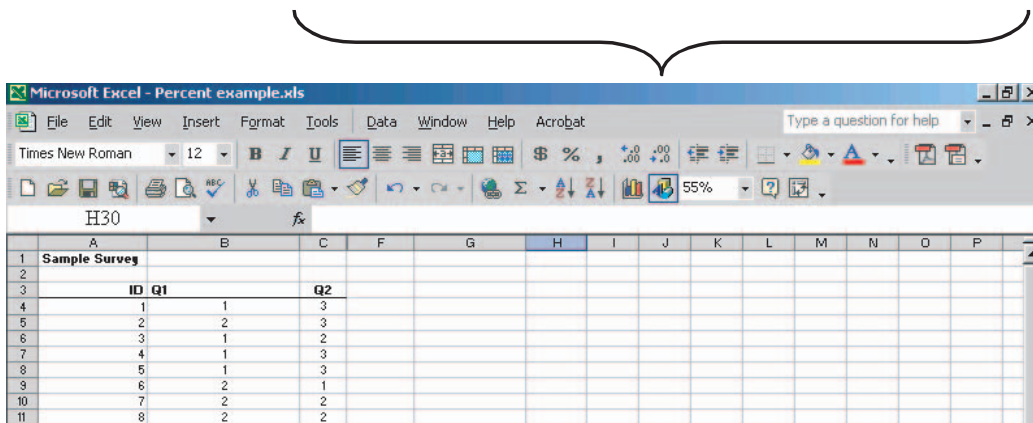 Microsoft Excel - Percent example.xls
File Edit View Insert Format Tools Data Window Help Acrobat Type a question for help
Times New Roman 12 B I U $ % , .00 .00
ABC Σ A Z Z A 55% ?
H30 fx
A B C F G H I J K L M N O P
1 Sample Survey
2
3 ID Q1 Q2
4 1 1 3
5 2 2 3
6 3 1 2
7 4 1 3
8 5 1 3
9 6 2 1
10 7 2 2
11 8 2 2